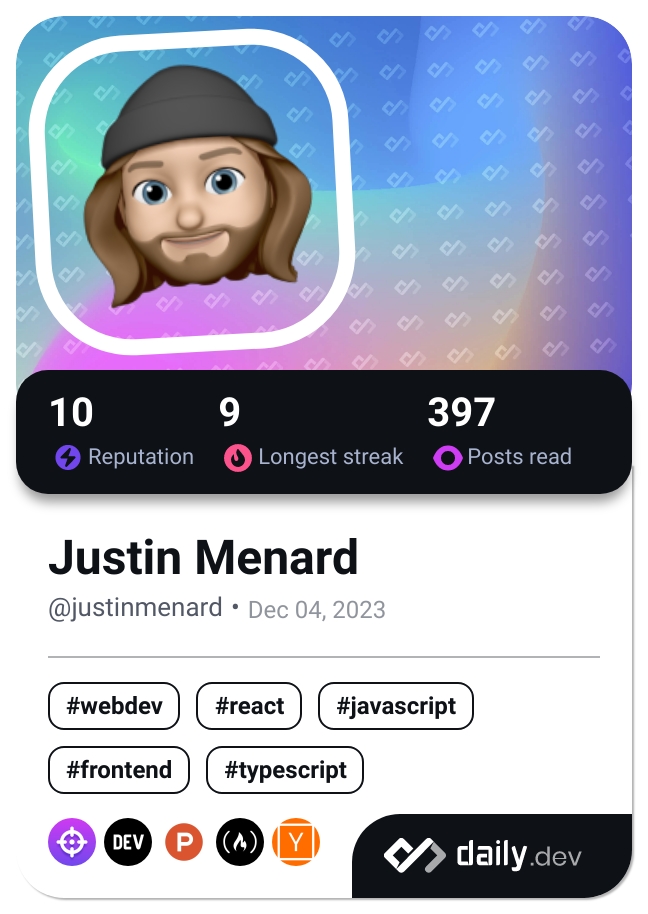 10 9 397
Reputation Longest streak Posts read
Justin Menard
@justinmenard • Dec 04, 2023
#webdev #react #javascript
#frontend #typescript
DEV P Y daily.dev